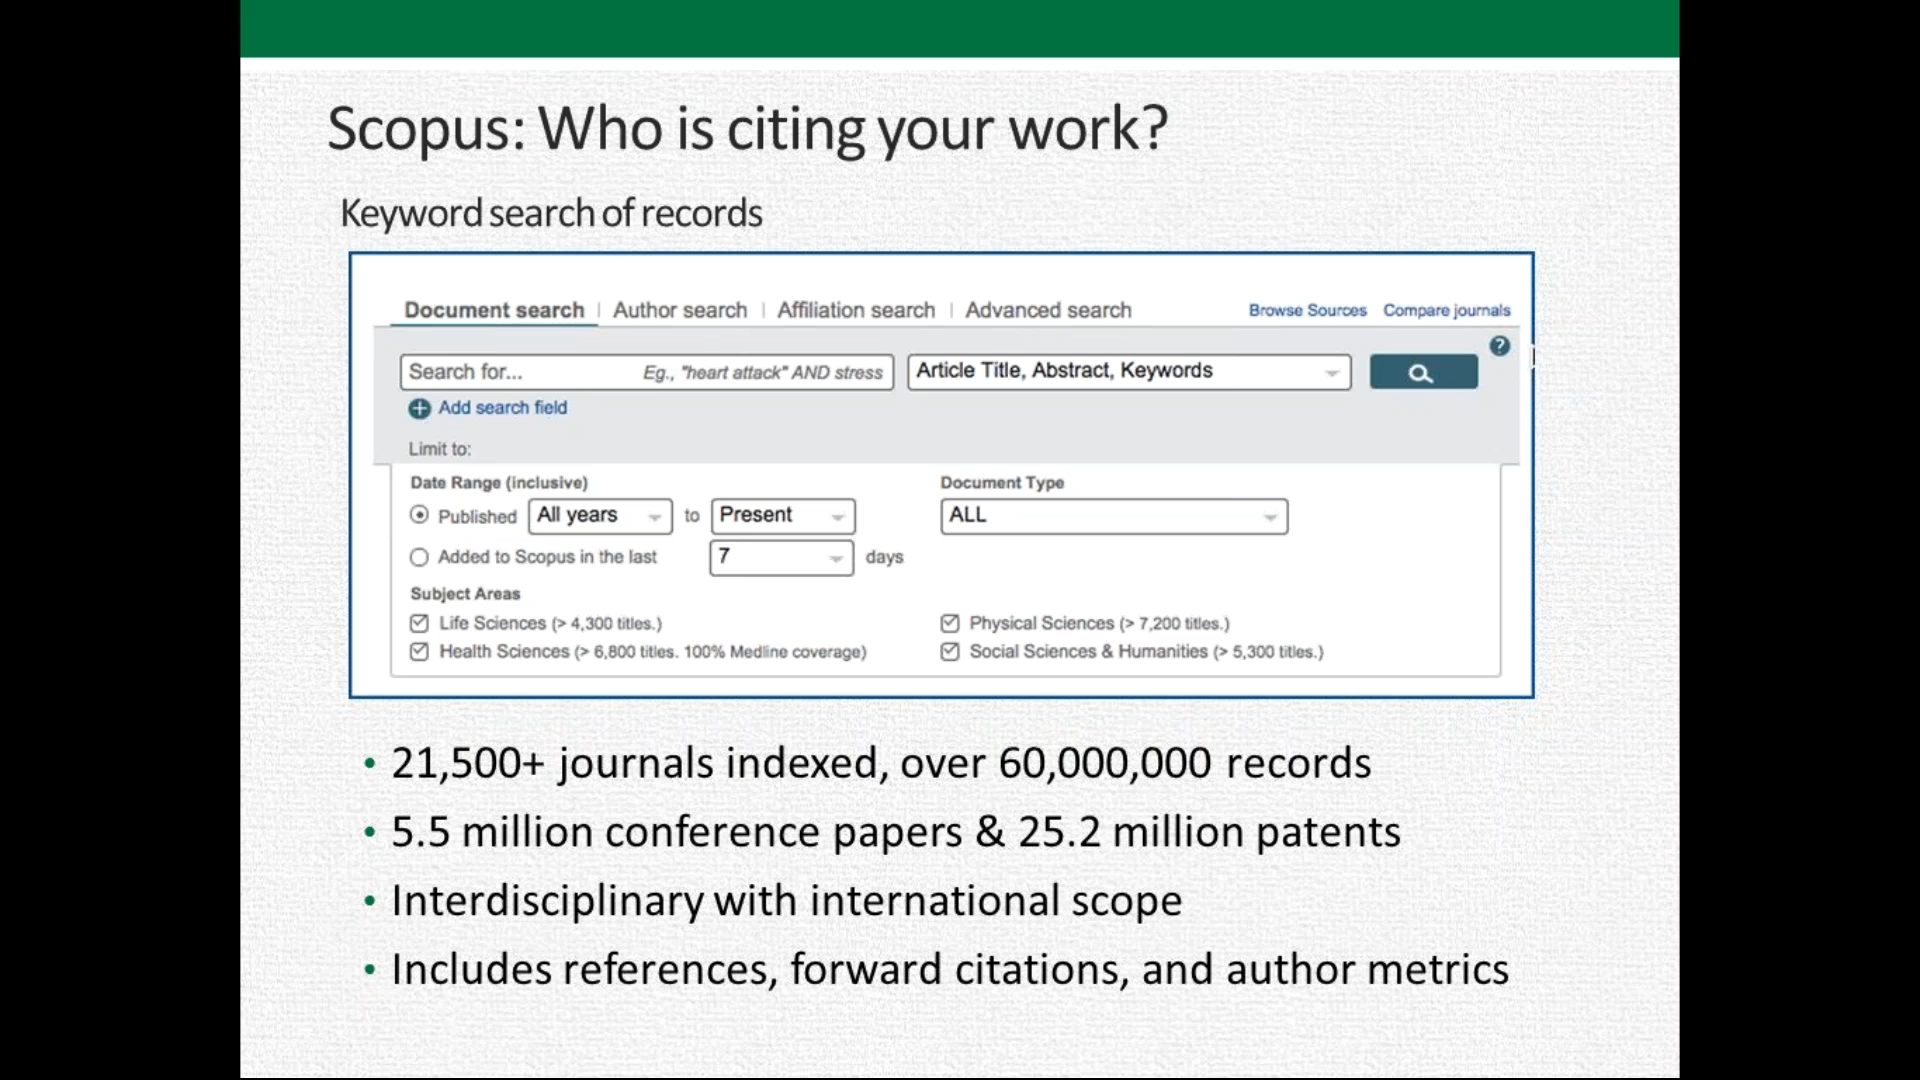 Scopus: Who is citing your work?
Keyword search of records
Document search | Author search | Affiliation search | Advanced search Browse Sources Compare journals
?
Search for... Eg., "heart attack" AND stress Article Title, Abstract, Keywords
Add search field
Limit to:
Date Range (inclusive) Document Type
Published All years to Present ALL
Added to Scopus in the last 7 days
Subject Areas
Life Sciences (> 4,300 titles.) Physical Sciences (> 7,200 titles.)
Health Sciences (> 6,800 titles. 100% Medline coverage) Social Sciences & Humanities (> 5,300 titles.)
• 21,500+ journals indexed, over 60,000,000 records
• 5.5 million conference papers & 25.2 million patents
• Interdisciplinary with international scope
• Includes references, forward citations, and author metrics